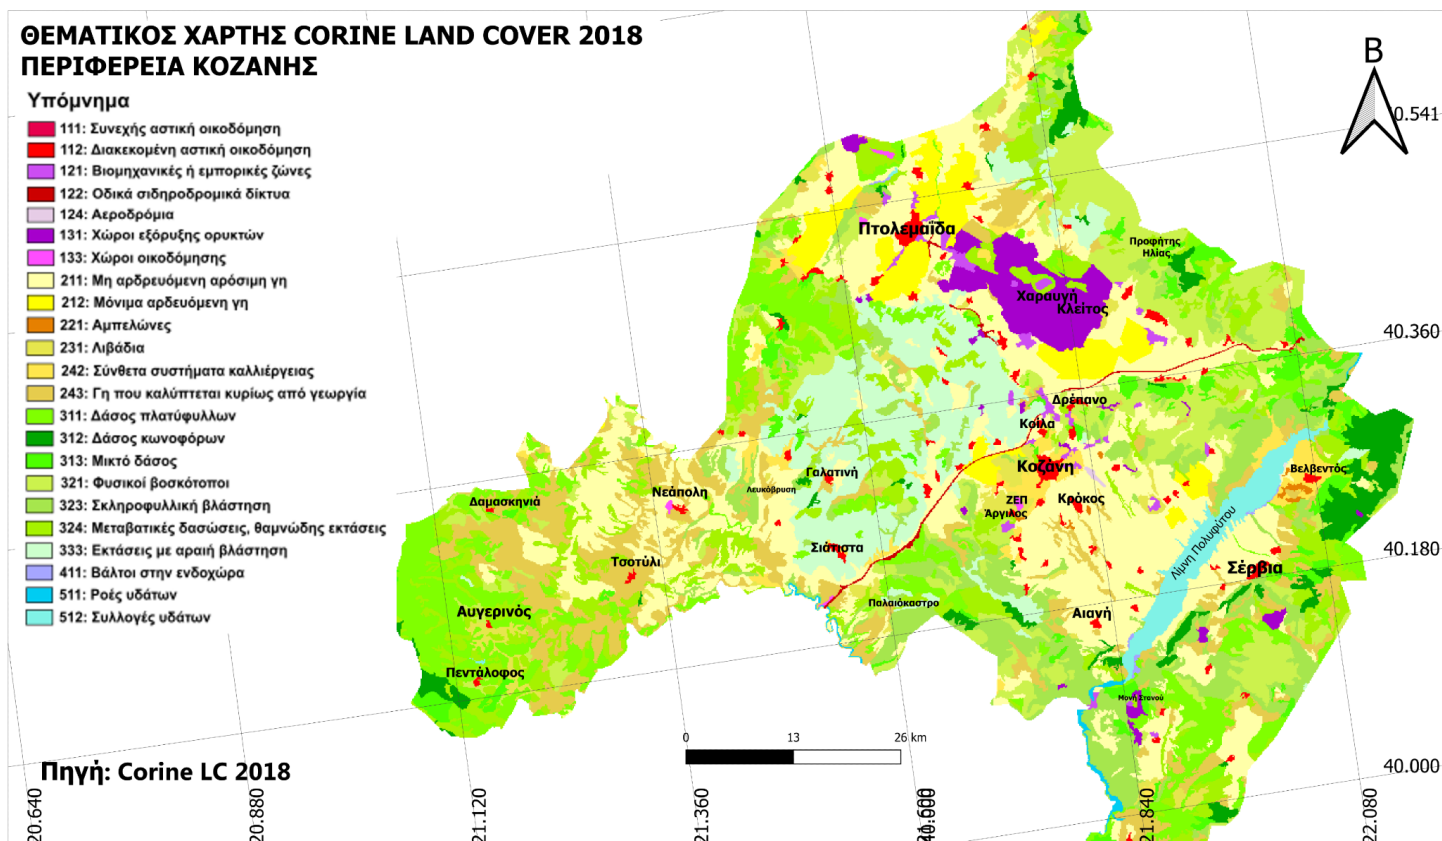 ΘΕΜΑΤΙΚΟΣ ΧΑΡΤΗΣ CORINE LAND COVER 2018
ΠΕΡΙΦΕΡΕΙΑ ΚΟΖΑΝΗΣ
Υπόμνημα
111: Συνεχής αστική οικοδόμηση
112: Διακεκομένη αστική οικοδόμηση
121: Βιομηχανικές ή εμπορικές ζώνες
122: Οδικά σιδηροδρομικά δίκτυα
124: Αεροδρόμια
131: Χώροι εξόρυξης ορυκτών
133: Χώροι οικοδόμησης
211: Μη αρδρευόμενη αρόσιμη γη
212: Μόνιμα αρδευόμενη γη
221: Αμπελώνες
231: Λιβάδια
242: Σύνθετα συστήματα καλλιέργειας
243: Γη που καλύπτεται κυρίως από γεωργία
311: Δάσος πλατύφυλλων
312: Δάσος κωνοφόρων
313: Μικτό δάσος
321: Φυσικοί βοσκότοποι
323: Σκληροφυλλική βλάστηση
324: Μεταβατικές δασώσεις, θαμνώδης εκτάσεις
333: Εκτάσεις με αραιή βλάστηση
411: Βάλτοι στην ενδοχώρα
511: Ροές υδάτων
512: Συλλογές υδάτων
Πηγή: Corine LC 2018
Β
0.541
40.360
40.180
40.000
Πτολεμαΐδα
Προφήτης
Ηλίας
Χαραυγή
Κλείτος
Δρέπανο
Κοίλα
Κοζάνη
Βελβεντός
Γαλατινή
Λευκόβρυση
Νεάπολη
Δαμασκηνιά
ΖΕΠ
Κρόκος
Άργιλος
Λίμνη Πολυφύτου
Σιάτιστα
Τσοτύλι
Σέρβια
Παλαιόκαστρο
Αιανή
Αυγερινός
Πεντάλοφος
0 13 26 km
20.640
20.880
21.120
21.360
21.600
40.000
21.840
22.080